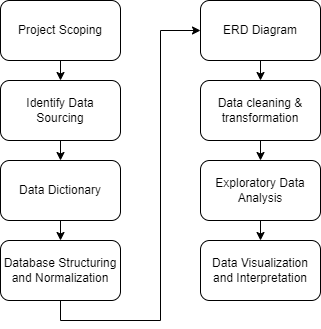 Project Scoping
Identify Data
Sourcing
Data Dictionary
Database Structuring
and Normalization
ERD Diagram
Data cleaning &
transformation
Exploratory Data
Analysis
Data Visualization
and Interpretation